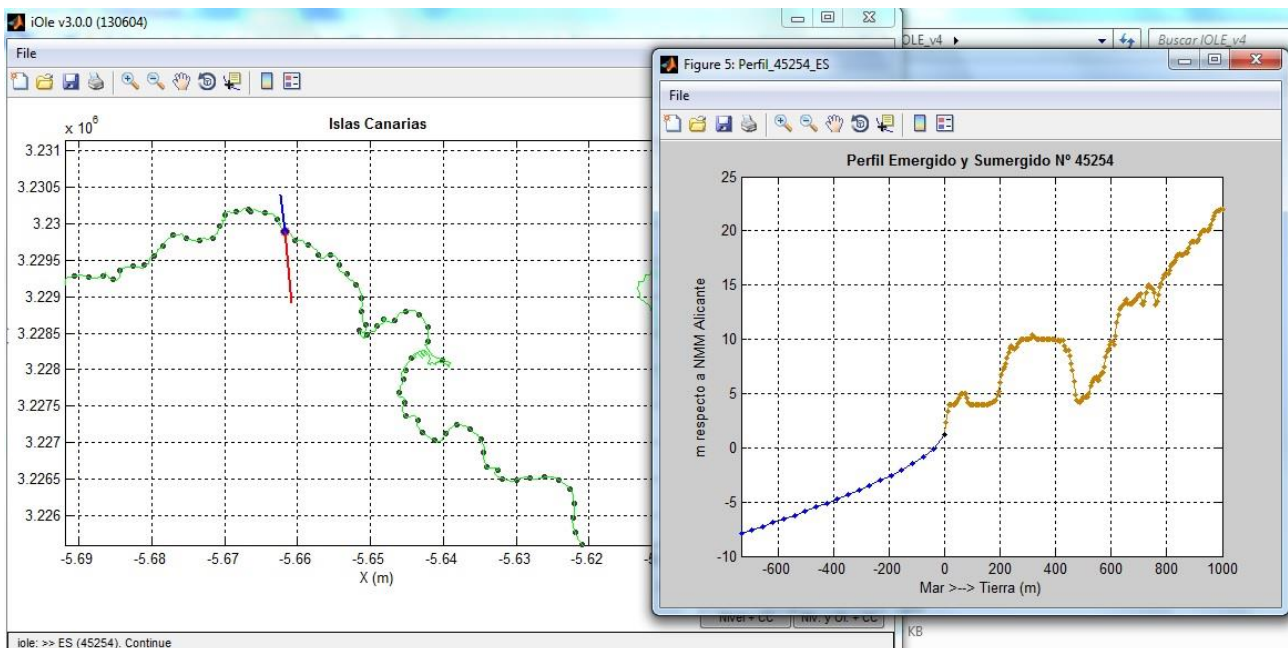 iOle v3.0.0 (130604)
File
Islas Canarias
x 10^6
3.231
3.2305
3.23
3.2295
3.229
3.2285
3.228
3.2275
3.227
3.2265
3.226
-5.69 -5.68 -5.67 -5.66 -5.65 -5.64 -5.63 -5.62
X (m)
Nivel + CC Niv. y Ol. + CC
iole: >> ES (45254). Continue
IOLE_v4
Buscar IOLE_v4
Figure 5: Perfil_45254_ES
File
Perfil Emergido y Sumergido Nº 45254
m respecto a NMM Alicante
25
20
15
10
5
0
-5
-10
-600 -400 -200 0 200 400 600 800 1000
Mar >--> Tierra (m)
KB